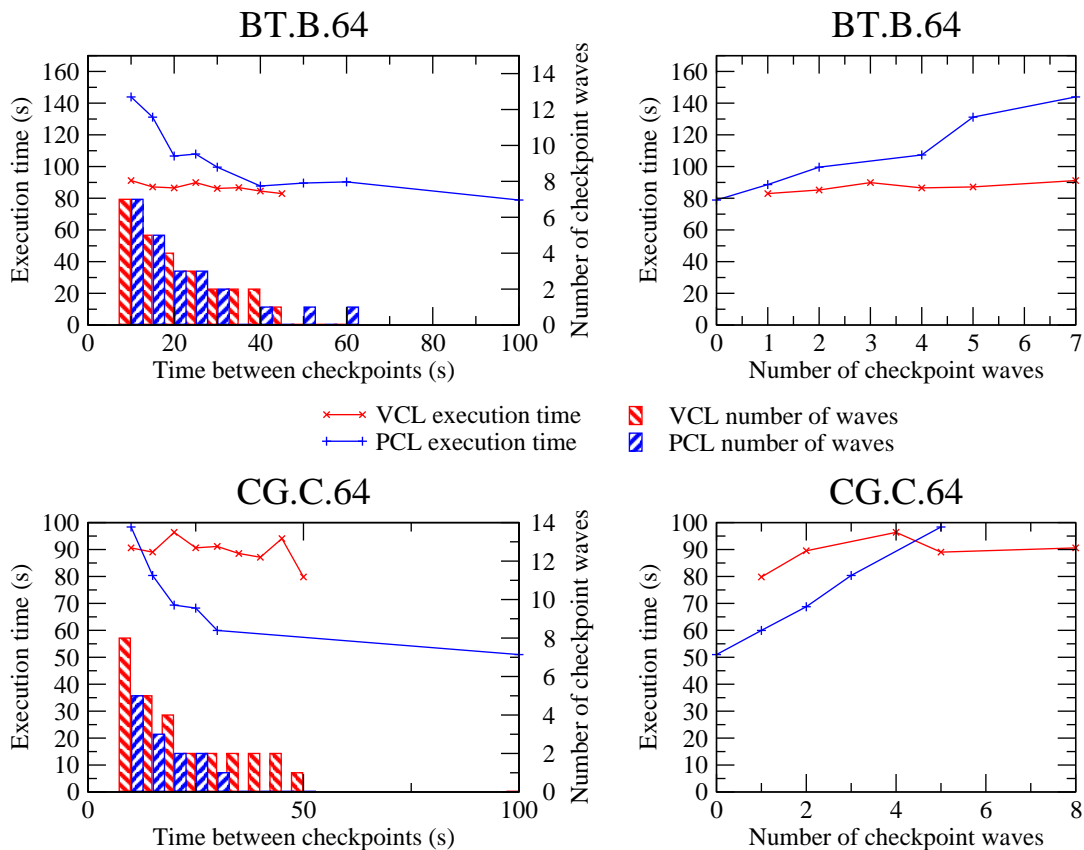 BT.B.64
Execution time (s)
160
140
120
100
80
60
40
20
0
0 20 40 60 80 100
Time between checkpoints (s)
14
12
10
8
6
4
2
0
Number of checkpoint waves
BT.B.64
Execution time (s)
160
140
120
100
80
60
40
20
0
0 1 2 3 4 5 6 7
Number of checkpoint waves
VCL execution time
PCL execution time
VCL number of waves
PCL number of waves
CG.C.64
Execution time (s)
100
90
80
70
60
50
40
30
20
10
0
0 50 100
Time between checkpoints (s)
14
12
10
8
6
4
2
0
Number of checkpoint waves
CG.C.64
Execution time (s)
100
90
80
70
60
50
40
30
20
10
0
0 2 4 6 8
Number of checkpoint waves